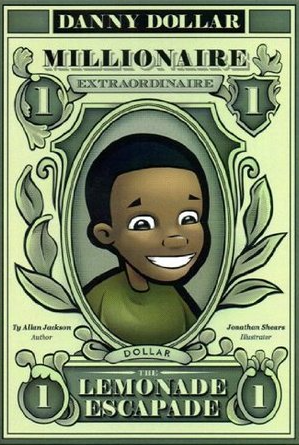 DANNY DOLLAR
MILLIONAIRE
EXTRAORDINAIRE
1 1
Ty Allan Jackson
Author
Jonathan Shears
Illustrator
DOLLAR
THE
LEMONADE
1 1
ESCAPADE